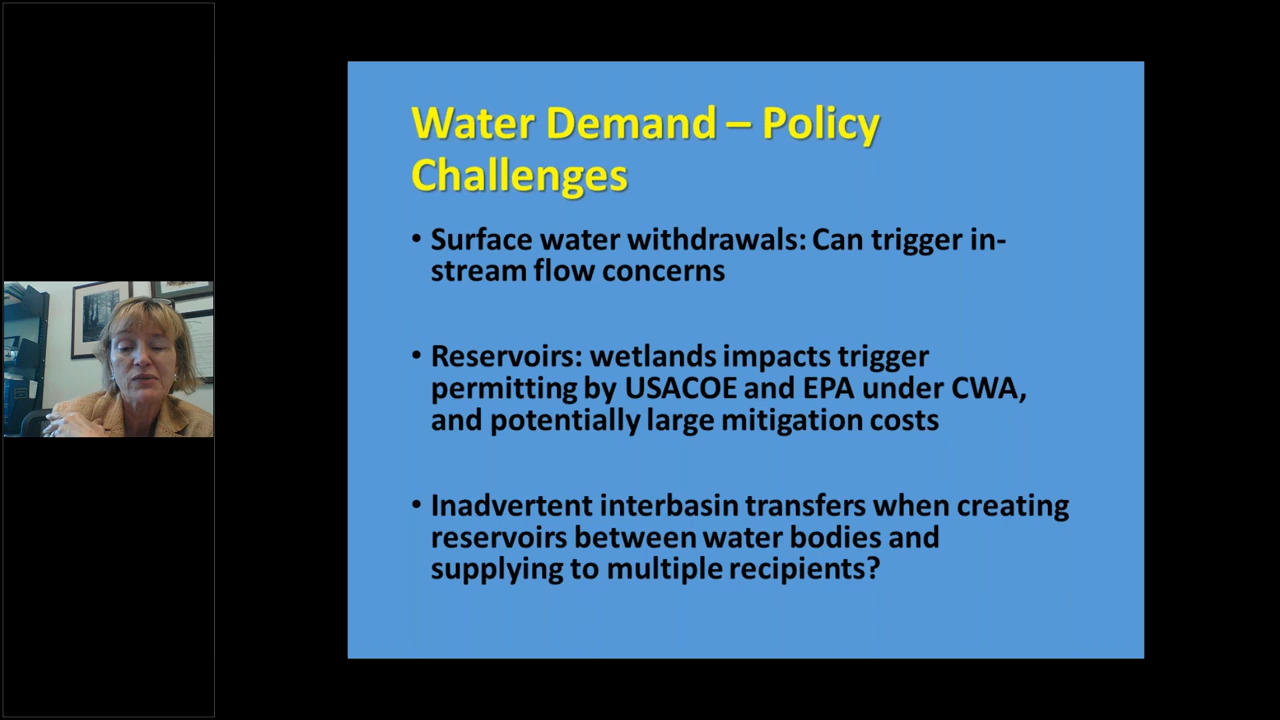 Water Demand – Policy
Challenges
• Surface water withdrawals: Can trigger in-
stream flow concerns
• Reservoirs: wetlands impacts trigger
permitting by USACOE and EPA under CWA,
and potentially large mitigation costs
• Inadvertent interbasin transfers when creating
reservoirs between water bodies and
supplying to multiple recipients?